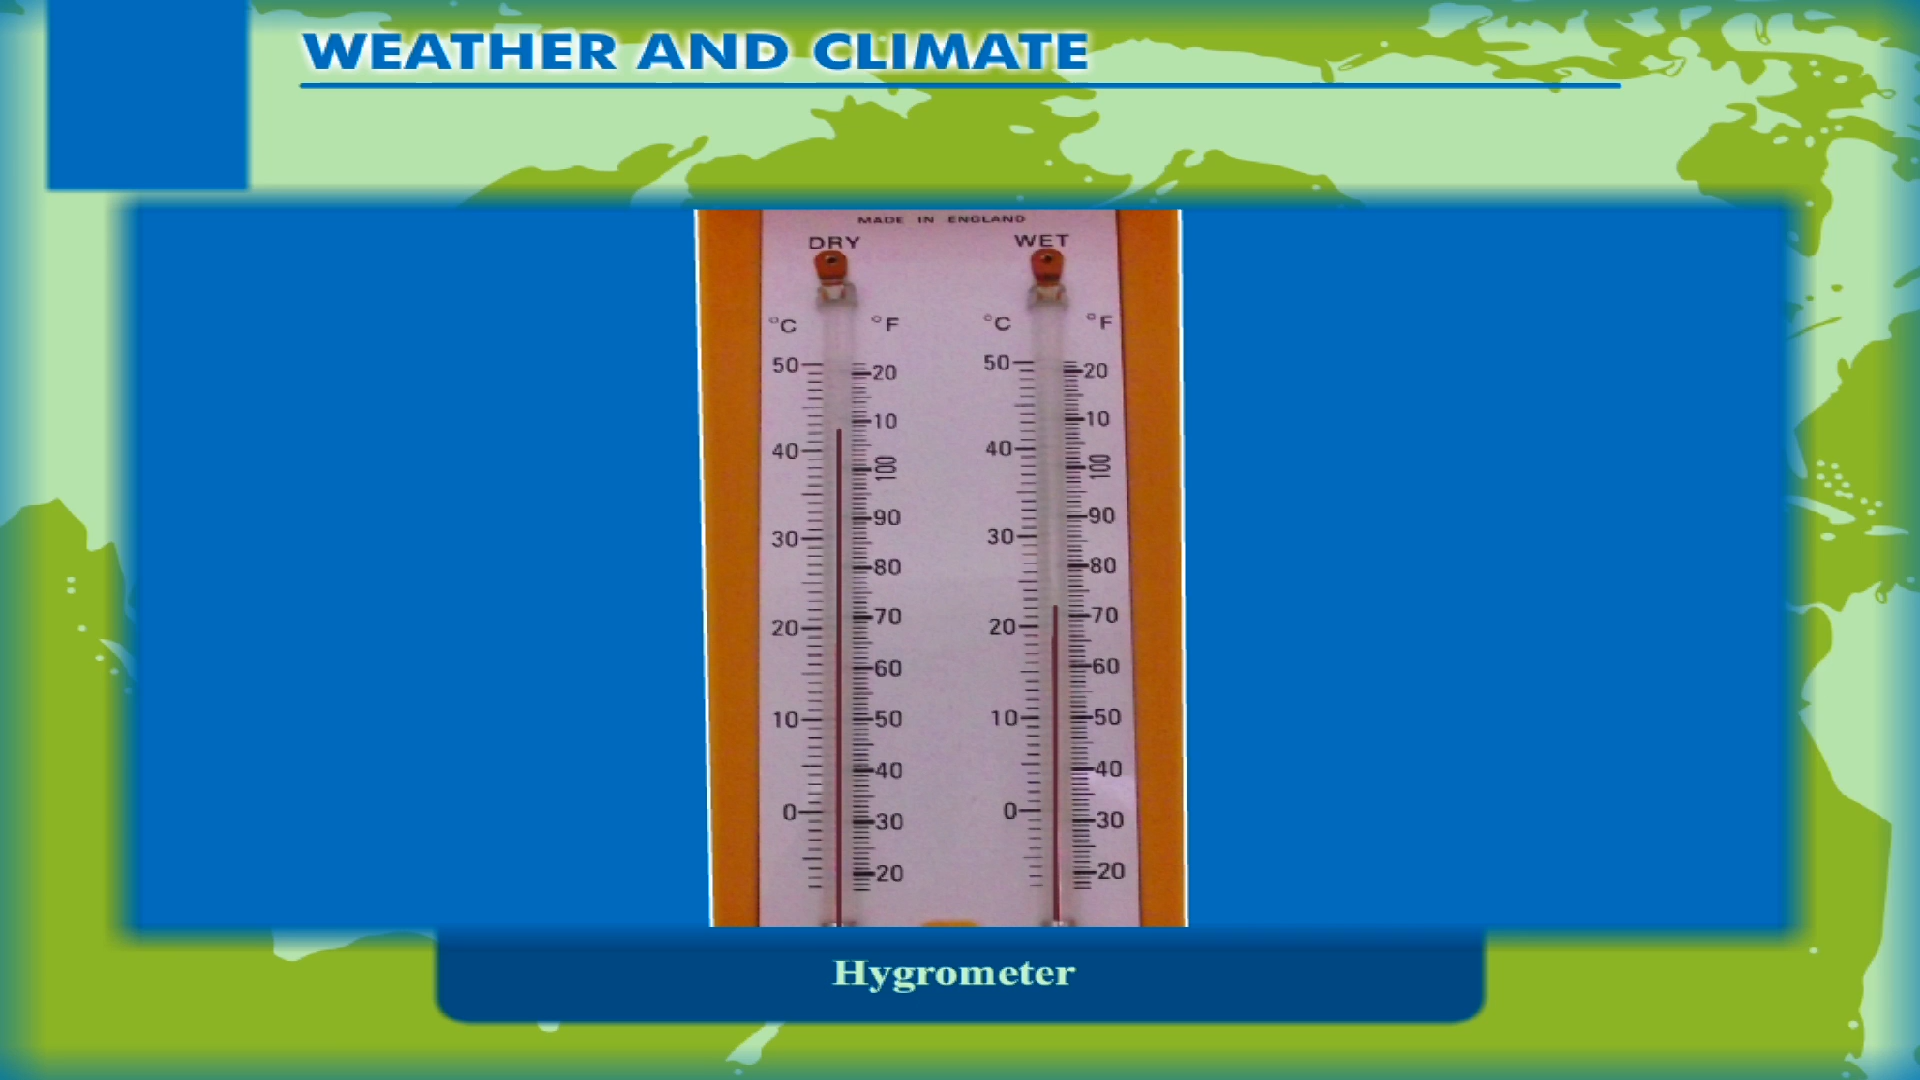 WEATHER AND CLIMATE
MADE IN ENGLAND
DRY WET
°C °F °C °F
50 20 50 20
10 10
40 100 40 100
90 90
30 80 30 80
20 70 20 70
60 60
10 50 10 50
40 40
0 30 0 30
20 20
Hygrometer